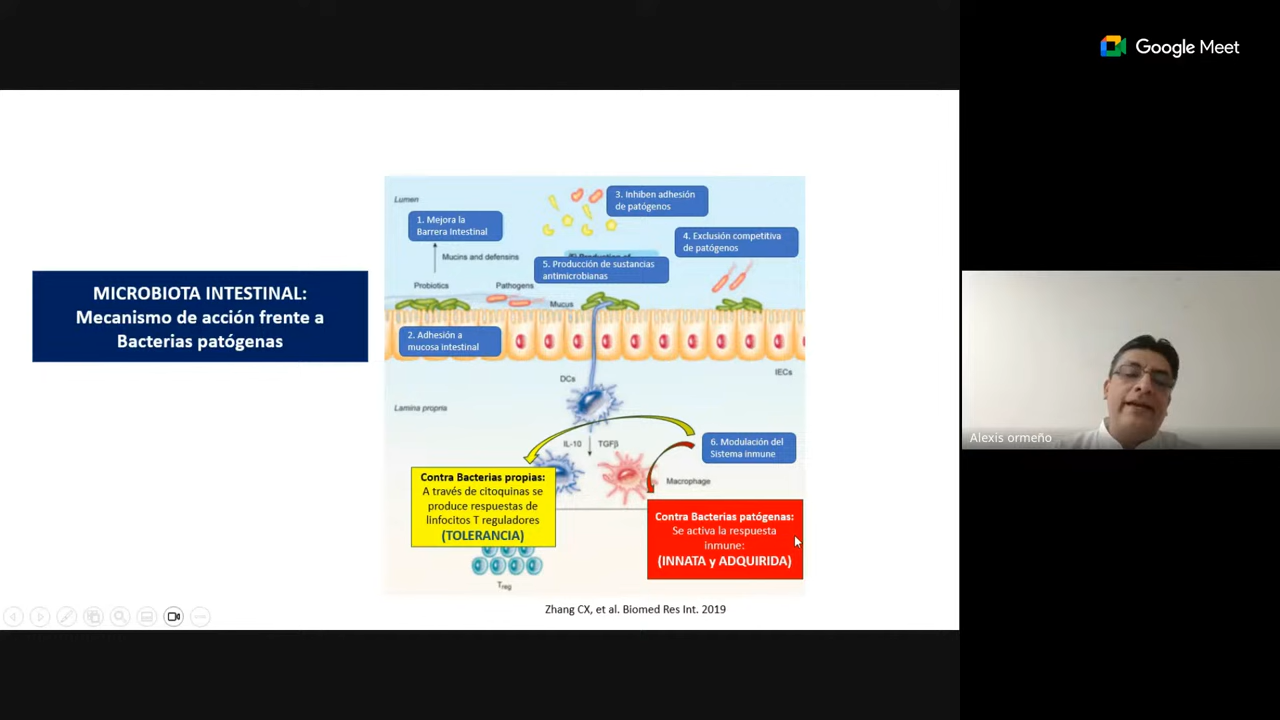 Google Meet
MICROBIOTA INTESTINAL:
Mecanismo de acción frente a
Bacterias patógenas
Lumen
1. Mejora la
Barrera Intestinal
Mucins and defensins
Probiotics
Pathogens
Mucus
3. Inhiben adhesión
de patógenos
4. Exclusión competitiva
de patógenos
5. Producción de sustancias
antimicrobianas
2. Adhesión a
mucosa intestinal
IECs
DCs
Lamina propria
IL-10
TGFβ
6. Modulación del
Sistema inmune
Macrophage
Contra Bacterias propias:
A través de citoquinas se
produce respuestas de
linfocitos T reguladores
(TOLERANCIA)
Contra Bacterias patógenas:
Se activa la respuesta
inmune:
(INNATA y ADQUIRIDA)
Treg
Zhang CX, et al. Biomed Res Int. 2019
Alexis ormeño